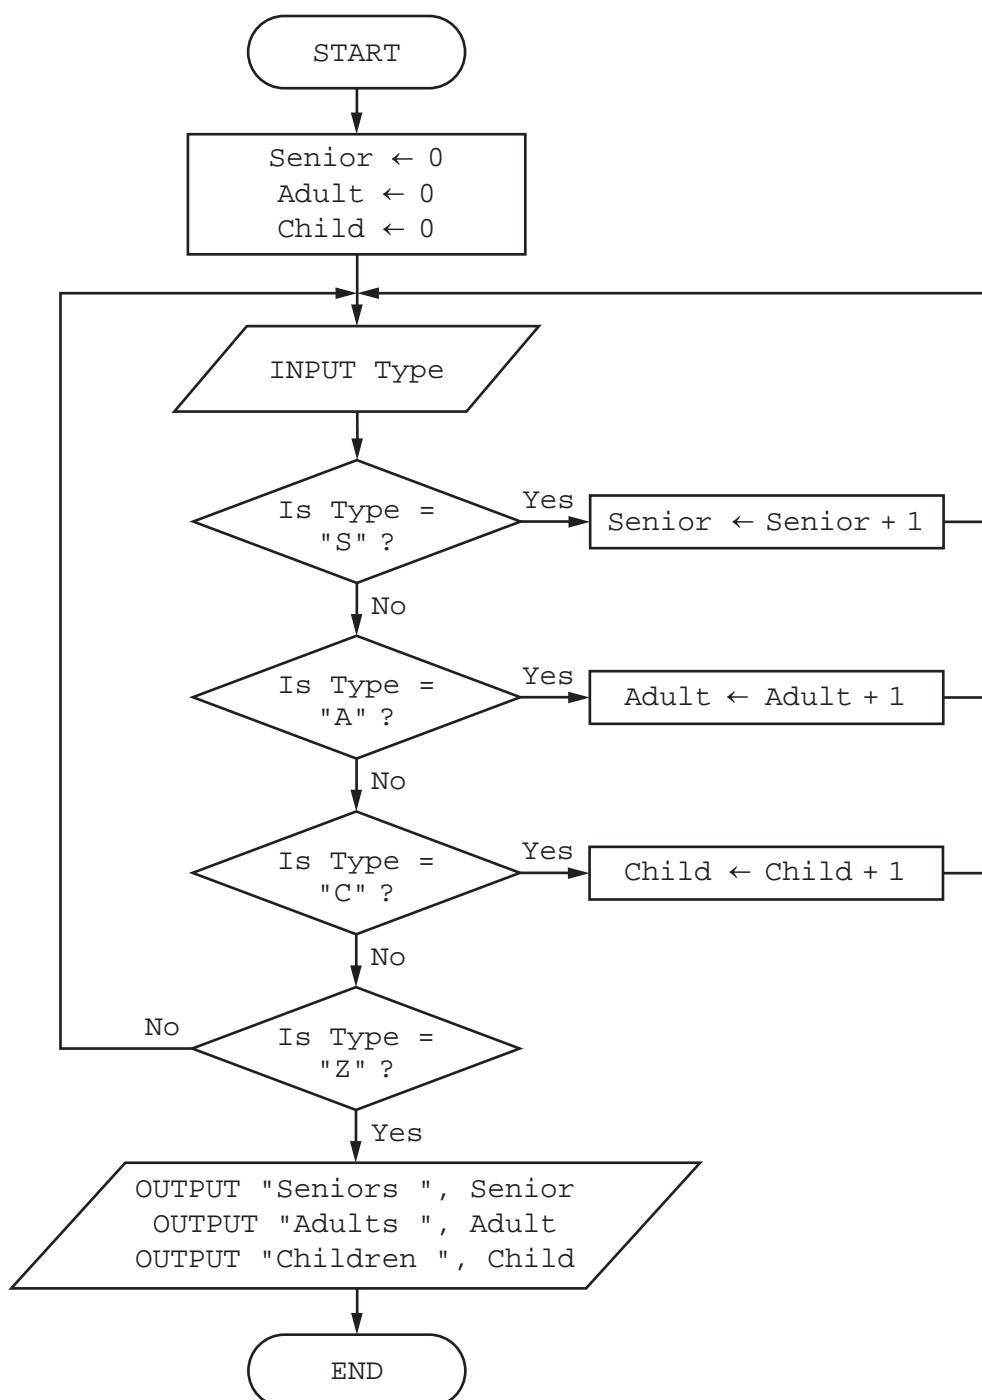 START
Senior ← 0
Adult ← 0
Child ← 0
INPUT Type
Is Type =
"S" ?
Yes
Senior ← Senior + 1
No
Is Type =
"A" ?
Yes
Adult ← Adult + 1
No
Is Type =
"C" ?
Yes
Child ← Child + 1
No
Is Type =
"Z" ?
No
Yes
OUTPUT "Seniors ", Senior
OUTPUT "Adults ", Adult
OUTPUT "Children ", Child
END